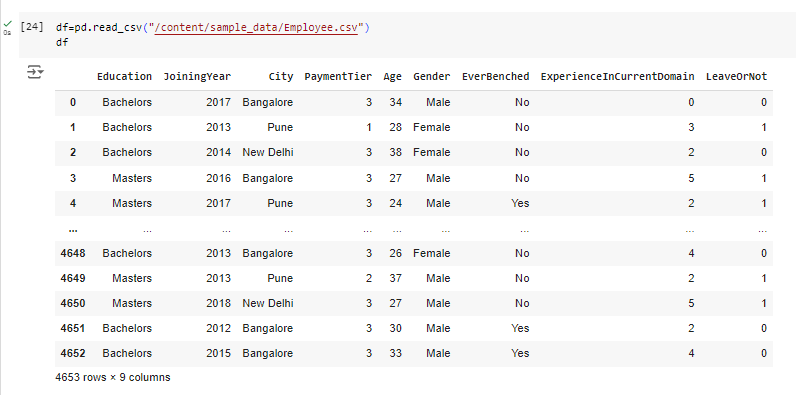 [24] df=pd.read_csv("/content/sample_data/Employee.csv")
0s df
Education JoiningYear City PaymentTier Age Gender EverBenched ExperienceInCurrentDomain LeaveOrNot
0 Bachelors 2017 Bangalore 3 34 Male No 0 0
1 Bachelors 2013 Pune 1 28 Female No 3 1
2 Bachelors 2014 New Delhi 3 38 Female No 2 0
3 Masters 2016 Bangalore 3 27 Male No 5 1
4 Masters 2017 Pune 3 24 Male Yes 2 1
... ... ... ... ... ... ... ... ... ...
4648 Bachelors 2013 Bangalore 3 26 Female No 4 0
4649 Masters 2013 Pune 2 37 Male No 2 1
4650 Masters 2018 New Delhi 3 27 Male No 5 1
4651 Bachelors 2012 Bangalore 3 30 Male Yes 2 0
4652 Bachelors 2015 Bangalore 3 33 Male Yes 4 0
4653 rows × 9 columns